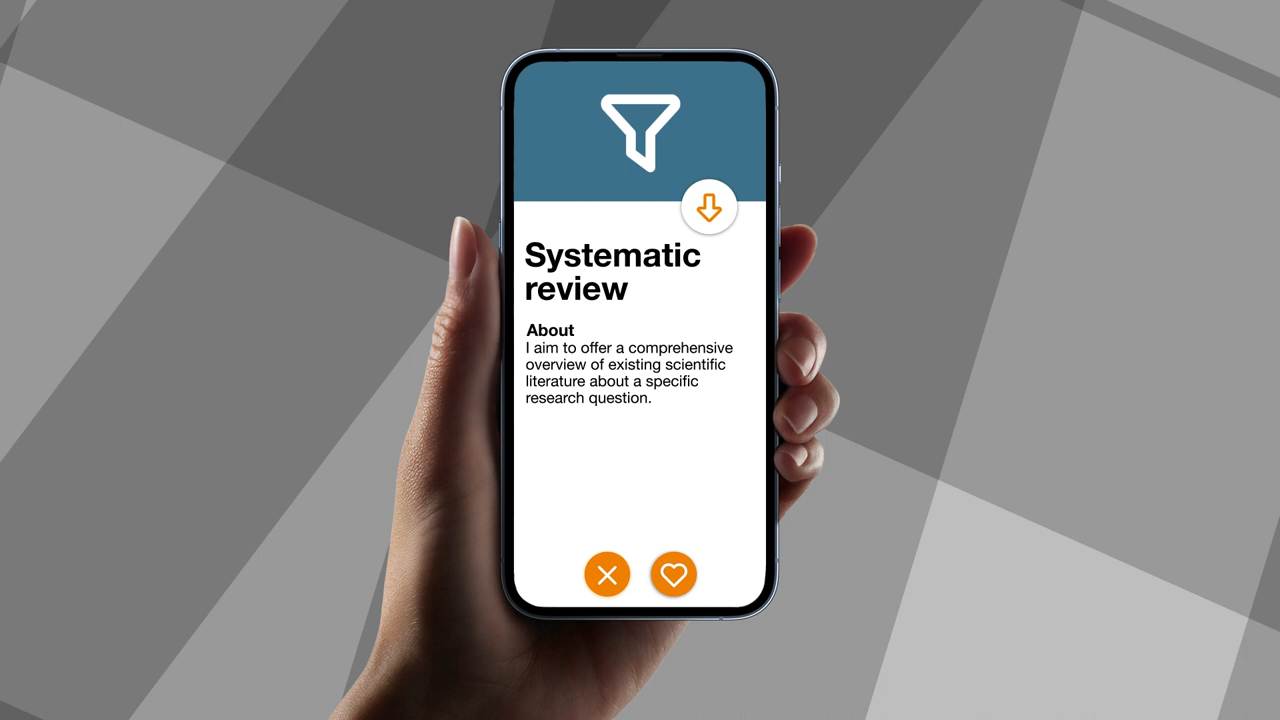 Systematic
review
About
I aim to offer a comprehensive
overview of existing scientific
literature about a specific
research question.